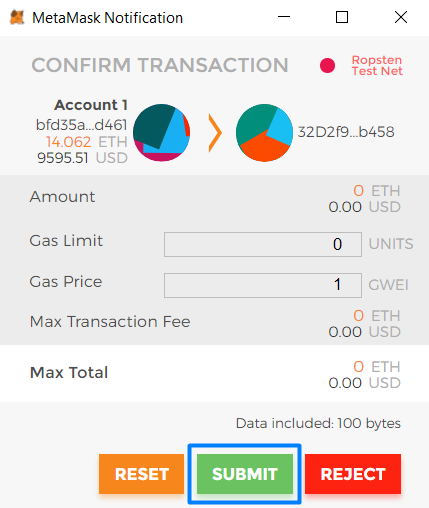 MetaMask Notification
CONFIRM TRANSACTION
Ropsten
Test Net
Account 1
bfd35a...d461
14.062 ETH
9595.51 USD
32D2f9...b458
Amount
0 ETH
0.00 USD
Gas Limit
0 UNITS
Gas Price
1 GWEI
Max Transaction Fee
0 ETH
0.00 USD
Max Total
0 ETH
0.00 USD
Data included: 100 bytes
RESET SUBMIT REJECT